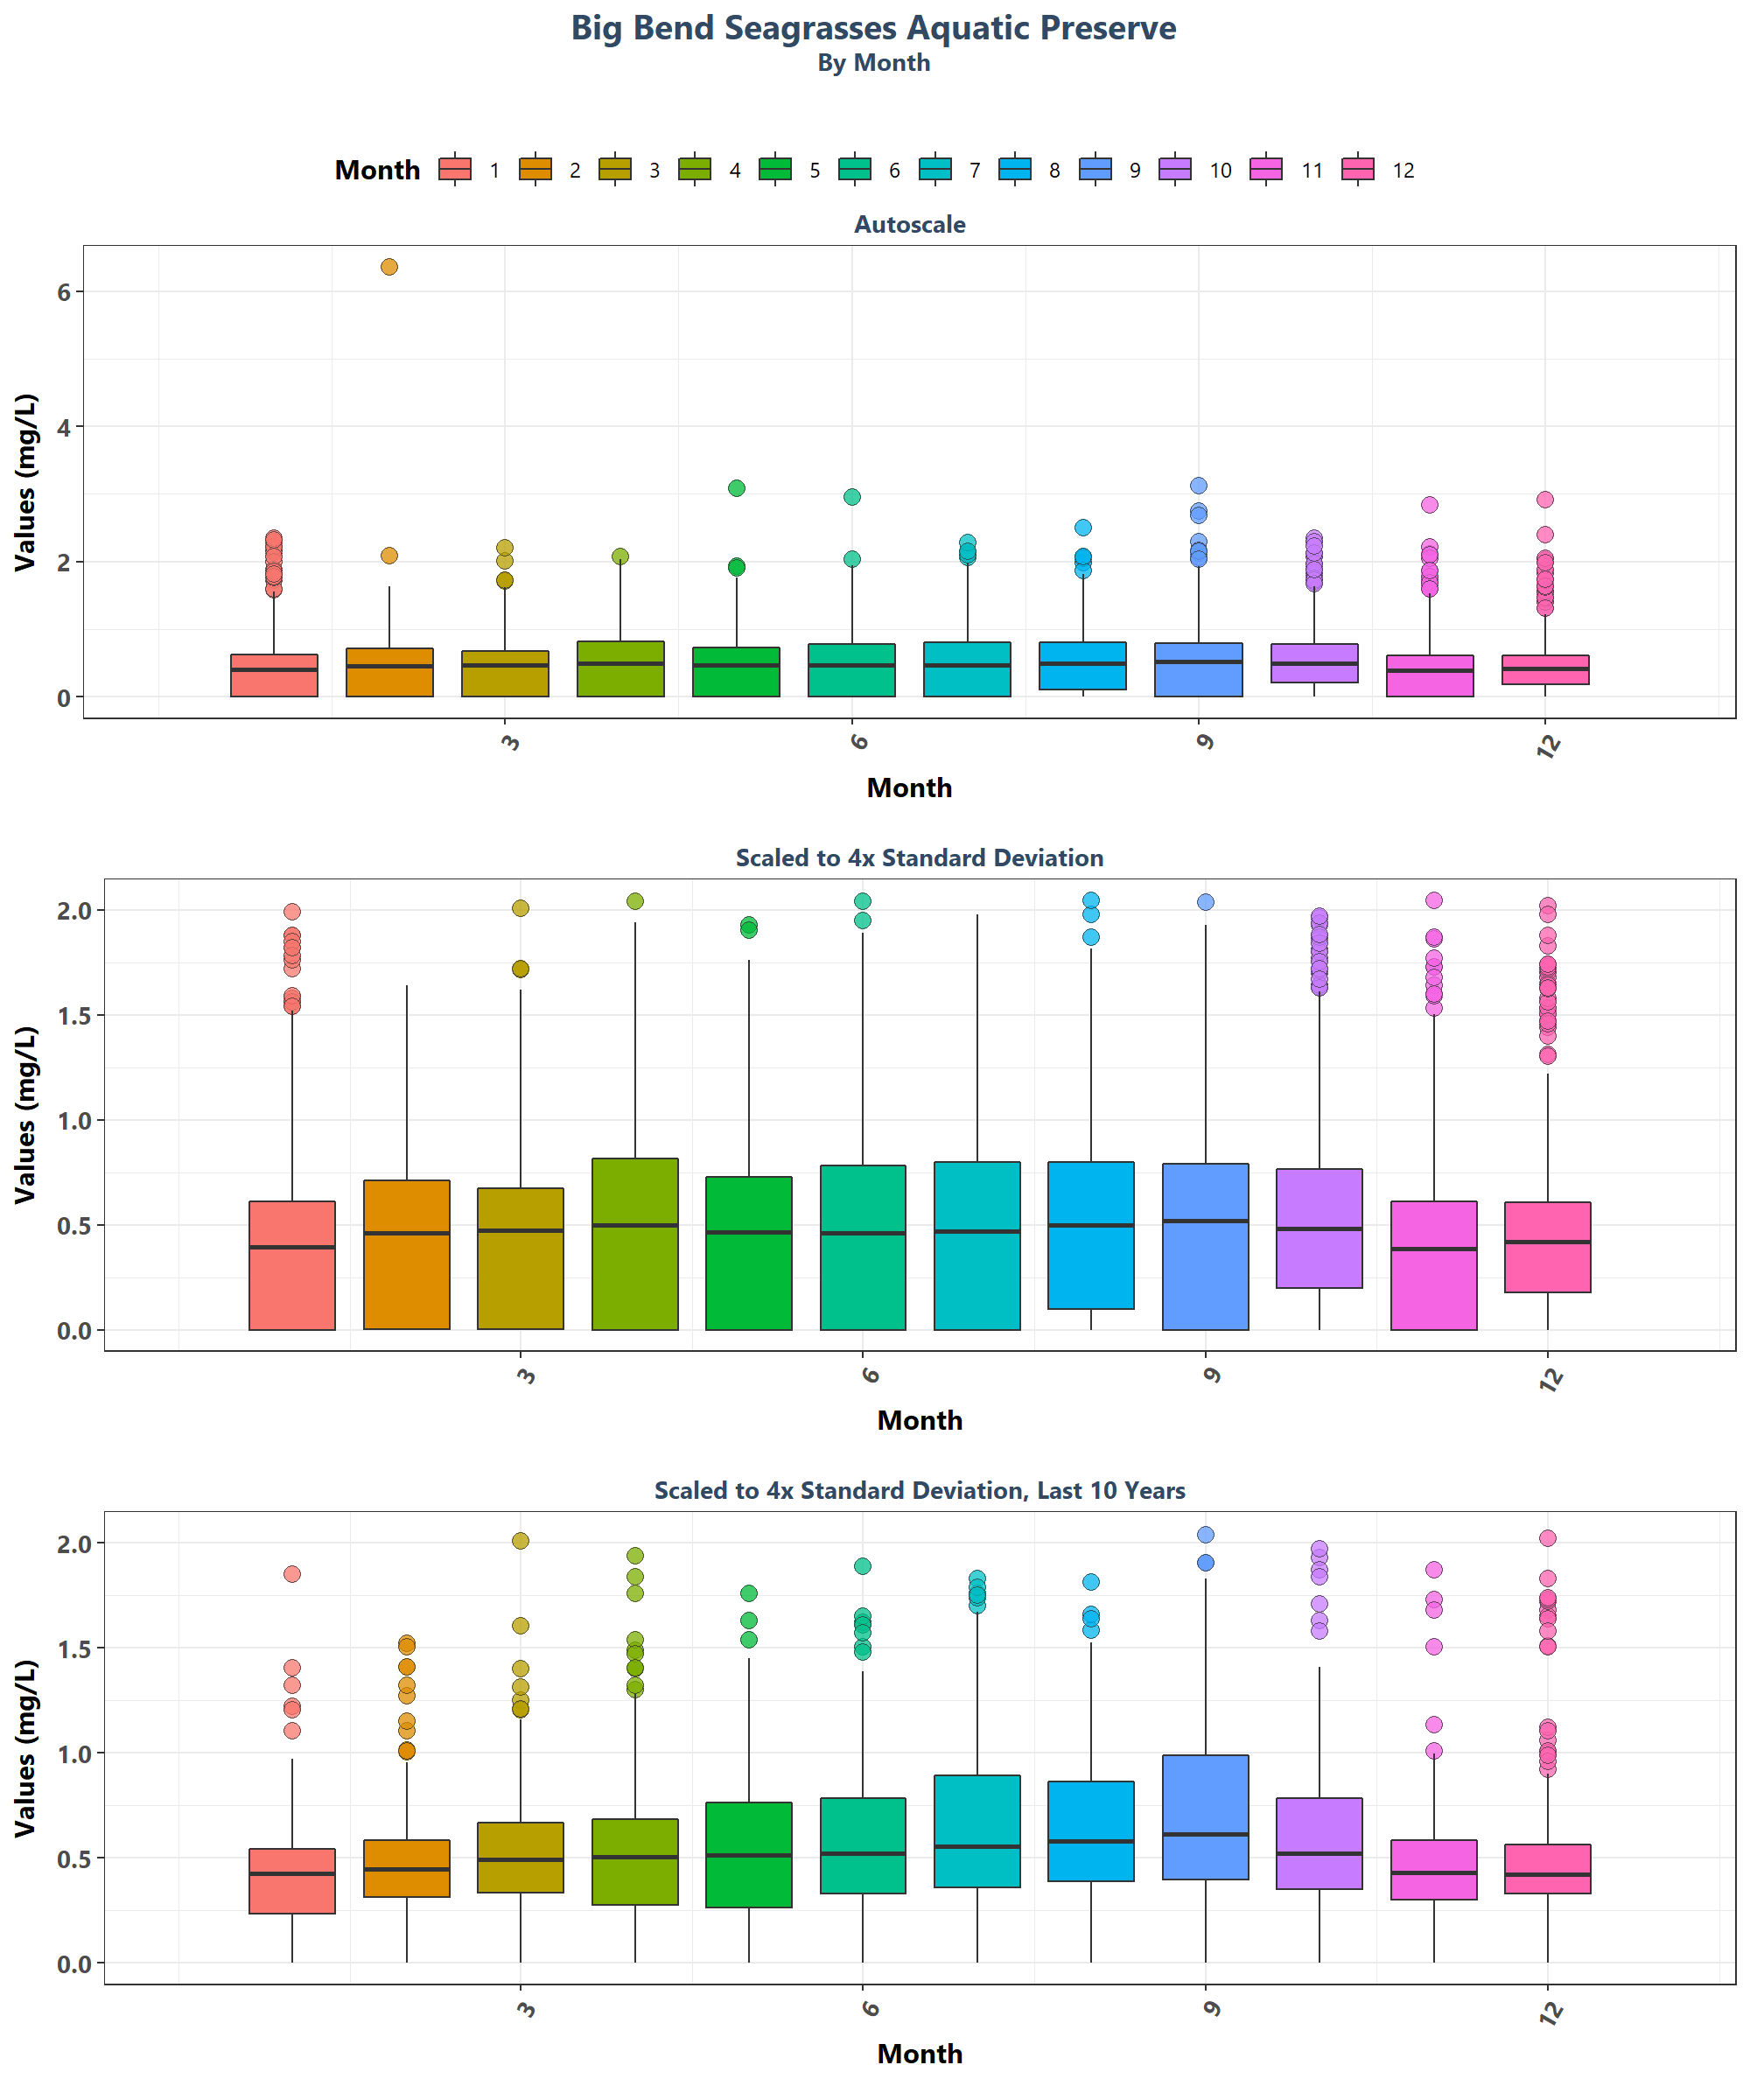 Big Bend Seagrasses Aquatic Preserve
By Month
Month 1 2 3 4 5 6 7 8 9 10 11 12
Autoscale
Values (mg/L)
6
4
2
0
3 6 9 12
Month
Scaled to 4x Standard Deviation
Values (mg/L)
2.0
1.5
1.0
0.5
0.0
3 6 9 12
Month
Scaled to 4x Standard Deviation, Last 10 Years
Values (mg/L)
2.0
1.5
1.0
0.5
0.0
3 6 9 12
Month